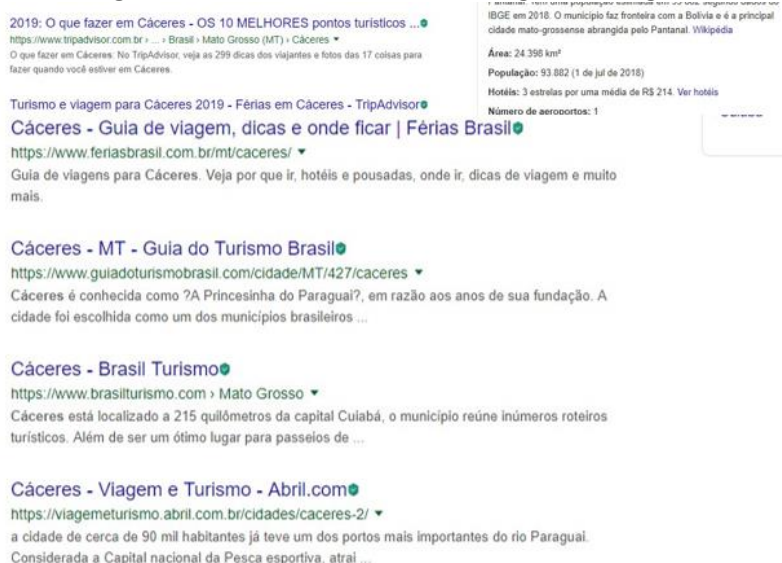 2019: O que fazer em Cáceres - OS 10 MELHORES pontos turísticos ...
https://www.tripadvisor.com.br › ... › Brasil › Mato Grosso (MT) › Cáceres ▼
O que fazer em Cáceres: No TripAdvisor, veja as 299 dicas dos viajantes e fotos das 17 coisas para
fazer quando você estiver em Cáceres.
Turismo e viagem para Cáceres 2019 - Férias em Cáceres - TripAdvisor
IBGE em 2018. O município faz fronteira com a Bolívia e é a principal
cidade mato-grossense abrangida pelo Pantanal. Wikipédia
Área: 24.398 km²
População: 93.882 (1 de jul de 2018)
Hotéis: 3 estrelas por uma média de R$ 214. Ver hotéis
Número de aeroportos: 1
Cáceres - Guia de viagem, dicas e onde ficar | Férias Brasil
https://www.feriasbrasil.com.br/mt/caceres/ ▼
Guia de viagens para Cáceres. Veja por que ir, hotéis e pousadas, onde ir, dicas de viagem e muito
mais.
Cáceres - MT - Guia do Turismo Brasil
https://www.guiadoturismobrasil.com/cidade/MT/427/caceres ▼
Cáceres é conhecida como ?A Princesinha do Paraguai?, em razão aos anos de sua fundação. A
cidade foi escolhida como um dos municípios brasileiros ...
Cáceres - Brasil Turismo
https://www.brasilturismo.com › Mato Grosso ▼
Cáceres está localizado a 215 quilômetros da capital Cuiabá, o município reúne inúmeros roteiros
turísticos. Além de ser um ótimo lugar para passeios de ...
Cáceres - Viagem e Turismo - Abril.com
https://viagemeturismo.abril.com.br/cidades/caceres-2/ ▼
a cidade de cerca de 90 mil habitantes já teve um dos portos mais importantes do rio Paraguai.
Considerada a Capital nacional da Pesca esportiva, atrai ...